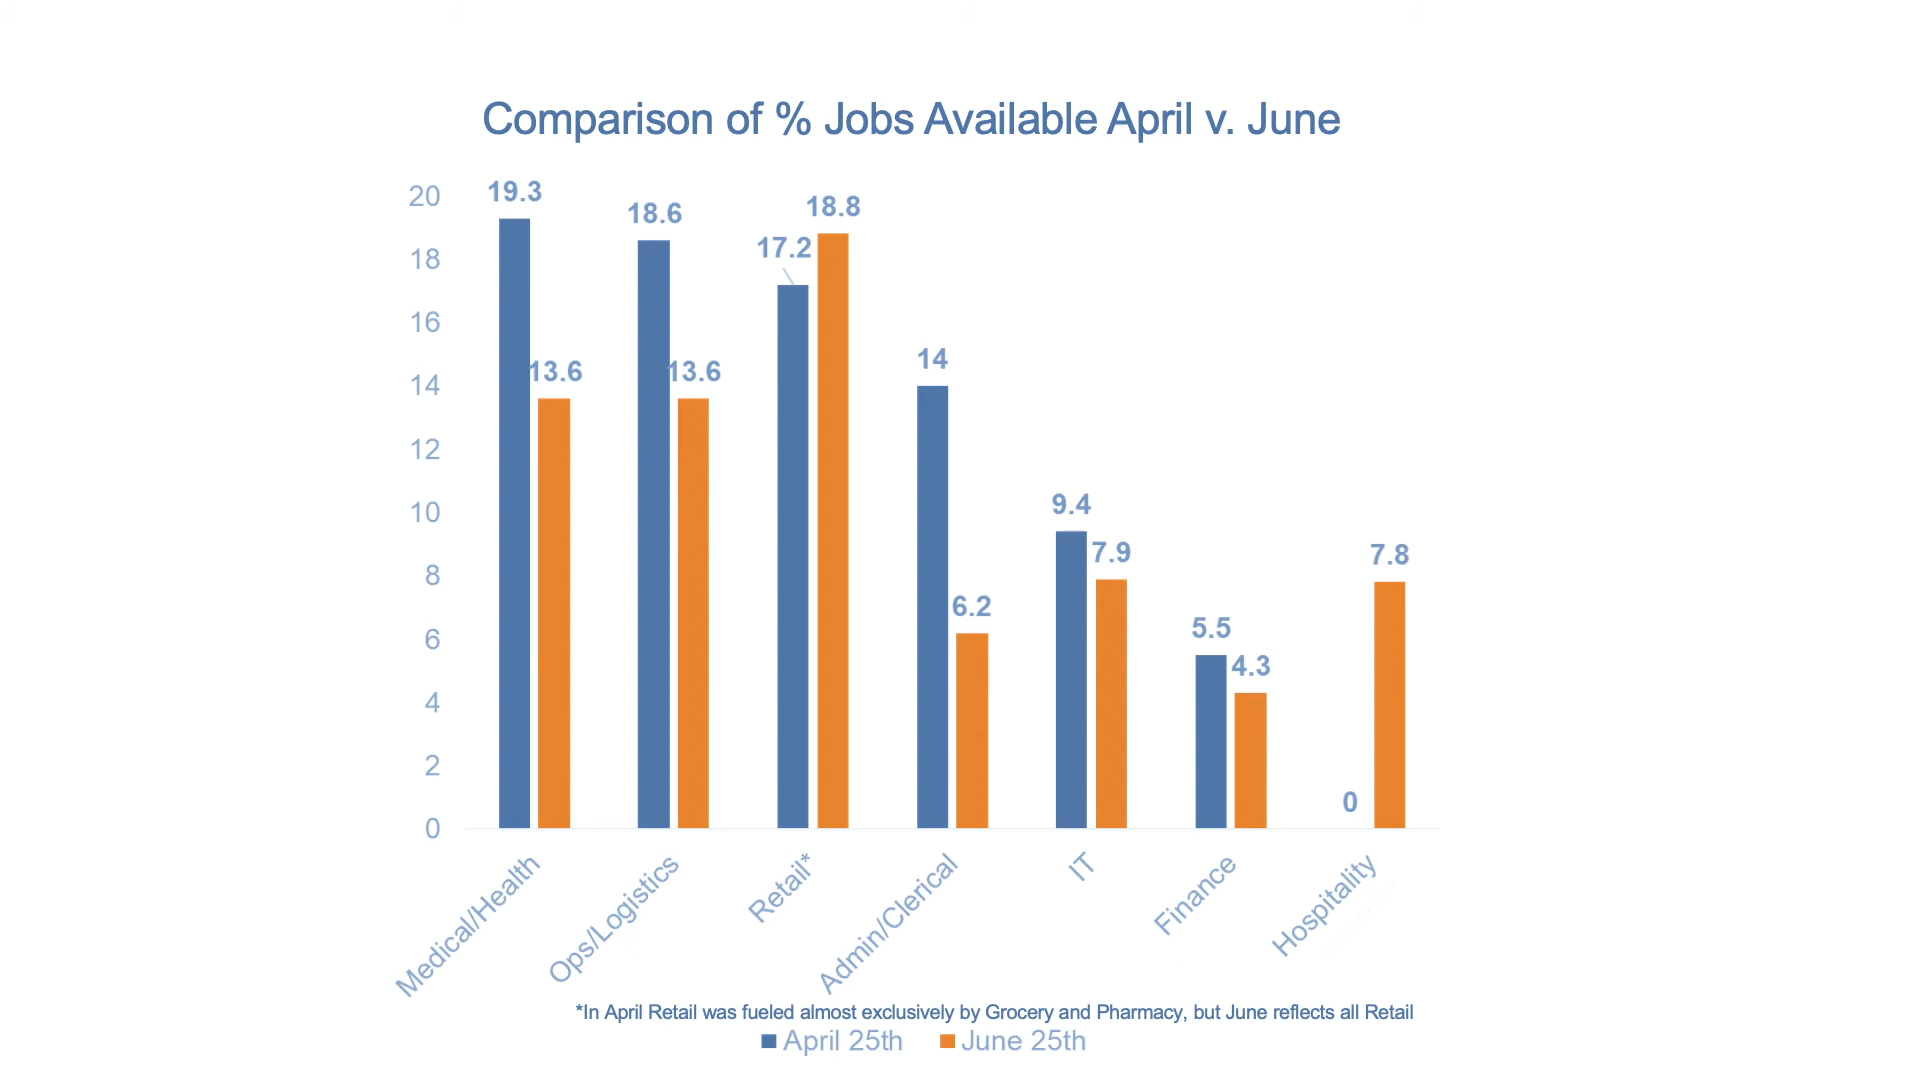 Comparison of % Jobs Available April v. June
20
18
16
14
12
10
8
6
4
2
0
19.3
13.6
18.6
13.6
17.2
18.8
14
6.2
9.4
7.9
5.5
4.3
0
7.8
Medical/Health
Ops/Logistics
Retail*
Admin/Clerical
IT
Finance
Hospitality
*In April Retail was fueled almost exclusively by Grocery and Pharmacy, but June reflects all Retail
April 25th
June 25th